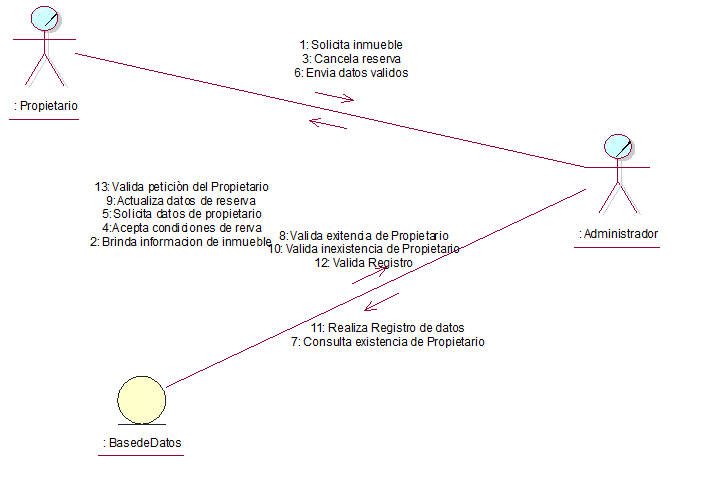 1: Solicita inmueble
3: Cancela reserva
6: Envia datos validos
: Propietario
: Administrador
13: Valida peticiòn del Propietario
9:Actualiza datos de reserva
5: Solicita datos de propietario
4:Acepta condiciones de rerva
2: Brinda informacion de inmueble
8:Valida exitencia de Propietario
10: Valida inexistencia de Propietario
12: Valida Registro
11: Realiza Registro de datos
7: Consulta existencia de Propietario
: BasedeDatos